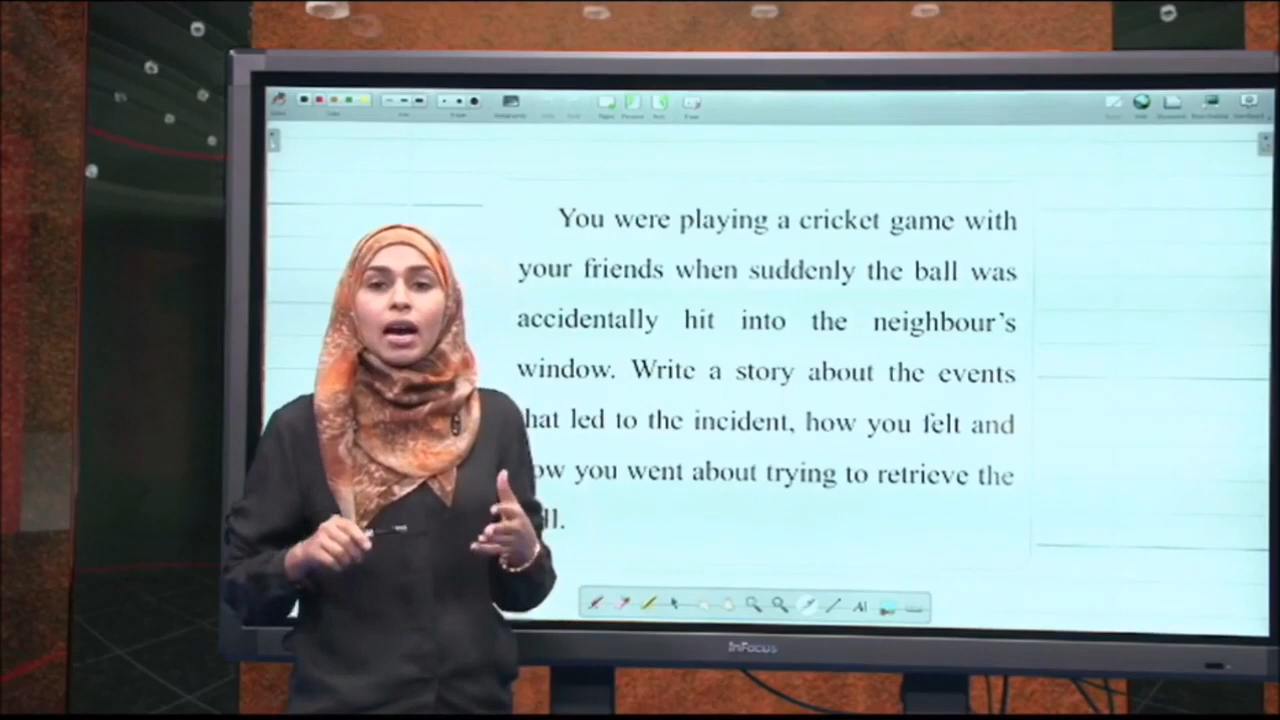 You were playing a cricket game with
your friends when suddenly the ball was
accidentally hit into the neighbour's
window. Write a story about the events
hat led to the incident, how you felt and
ow you went about trying to retrieve the
ll.
InFocus